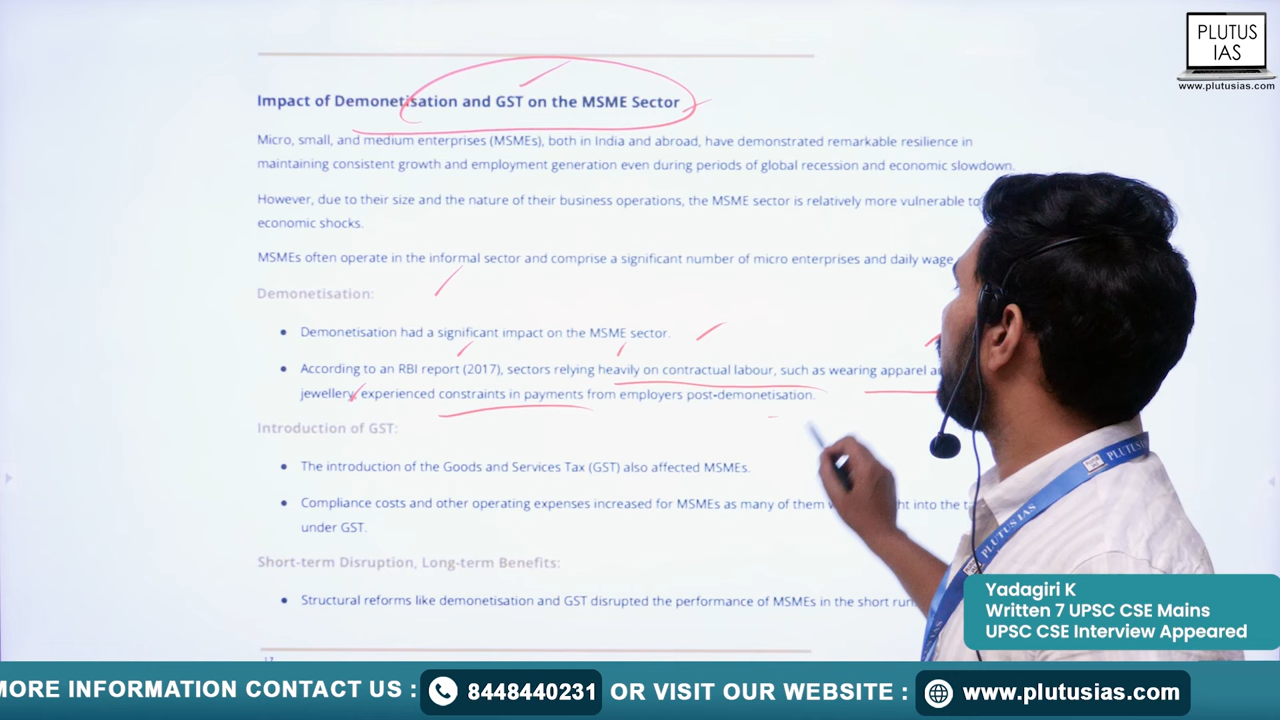 PLUTUS
IAS
www.plutusias.com
Impact of Demonetisation and GST on the MSME Sector
Micro, small, and medium enterprises (MSMEs), both in India and abroad, have demonstrated remarkable resilience in
maintaining consistent growth and employment generation even during periods of global recession and economic slowdown.
However, due to their size and the nature of their business operations, the MSME sector is relatively more vulnerable to
economic shocks.
MSMEs often operate in the informal sector and comprise a significant number of micro enterprises and daily wage
Demonetisation:
• Demonetisation had a significant impact on the MSME sector.
• According to an RBI report (2017), sectors relying heavily on contractual labour, such as wearing apparel
jewellery, experienced constraints in payments from employers post-demonetisation.
Introduction of GST:
• The introduction of the Goods and Services Tax (GST) also affected MSMEs.
• Compliance costs and other operating expenses increased for MSMEs as many of them into the
under GST.
Short-term Disruption, Long-term Benefits:
• Structural reforms like demonetisation and GST disrupted the performance of MSMEs in the short run
PLUTUS IAS
PLUTUS IAS
Yadagiri K
Written 7 UPSC CSE Mains
UPSC CSE Interview Appeared
MORE INFORMATION CONTACT US : 8448440231 OR VISIT OUR WEBSITE : www.plutusias.com